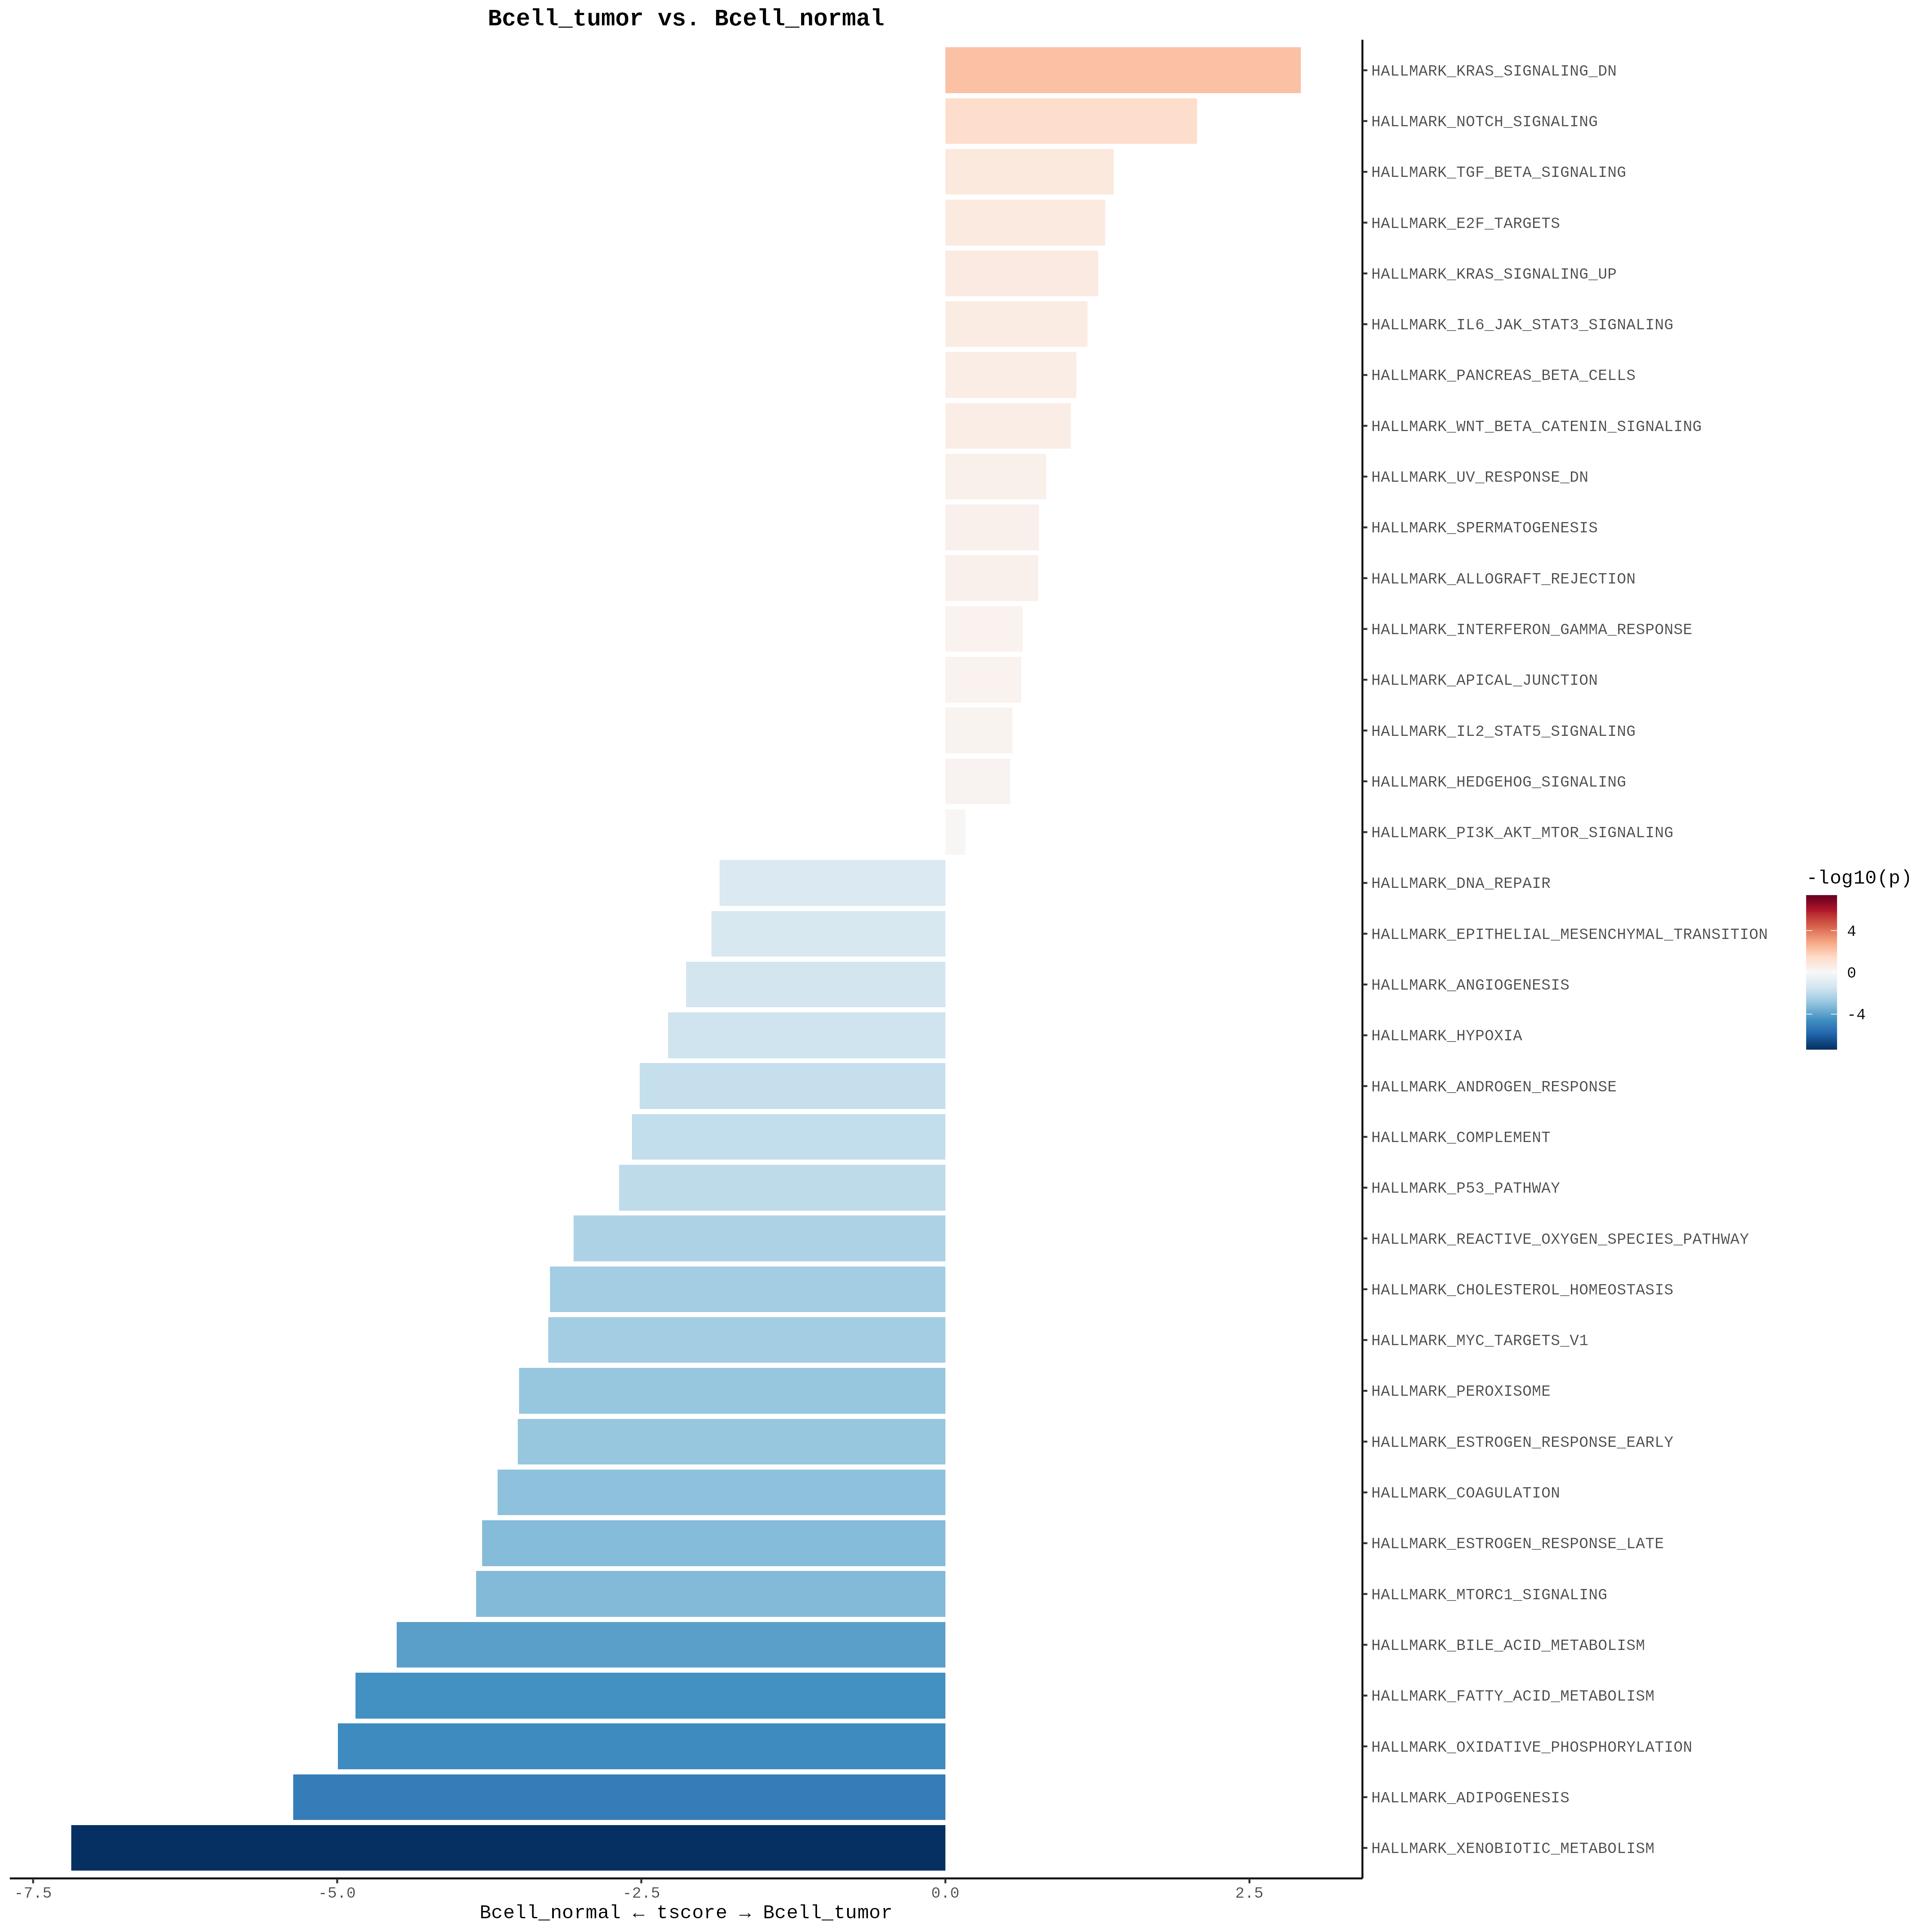 Bcell_tumor vs. Bcell_normal
HALLMARK_KRAS_SIGNALING_DN
HALLMARK_NOTCH_SIGNALING
HALLMARK_TGF_BETA_SIGNALING
HALLMARK_E2F_TARGETS
HALLMARK_KRAS_SIGNALING_UP
HALLMARK_IL6_JAK_STAT3_SIGNALING
HALLMARK_PANCREAS_BETA_CELLS
HALLMARK_WNT_BETA_CATENIN_SIGNALING
HALLMARK_UV_RESPONSE_DN
HALLMARK_SPERMATOGENESIS
HALLMARK_ALLOGRAFT_REJECTION
HALLMARK_INTERFERON_GAMMA_RESPONSE
HALLMARK_APICAL_JUNCTION
HALLMARK_IL2_STAT5_SIGNALING
HALLMARK_HEDGEHOG_SIGNALING
HALLMARK_PI3K_AKT_MTOR_SIGNALING
HALLMARK_DNA_REPAIR
HALLMARK_EPITHELIAL_MESENCHYMAL_TRANSITION
HALLMARK_ANGIOGENESIS
HALLMARK_HYPOXIA
HALLMARK_ANDROGEN_RESPONSE
HALLMARK_COMPLEMENT
HALLMARK_P53_PATHWAY
HALLMARK_REACTIVE_OXYGEN_SPECIES_PATHWAY
HALLMARK_CHOLESTEROL_HOMEOSTASIS
HALLMARK_MYC_TARGETS_V1
HALLMARK_PEROXISOME
HALLMARK_ESTROGEN_RESPONSE_EARLY
HALLMARK_COAGULATION
HALLMARK_ESTROGEN_RESPONSE_LATE
HALLMARK_MTORC1_SIGNALING
HALLMARK_BILE_ACID_METABOLISM
HALLMARK_FATTY_ACID_METABOLISM
HALLMARK_OXIDATIVE_PHOSPHORYLATION
HALLMARK_ADIPOGENESIS
HALLMARK_XENOBIOTIC_METABOLISM
-log10(p)
4
0
-4
-7.5 -5.0 -2.5 0.0 2.5
Bcell_normal ← tscore → Bcell_tumor